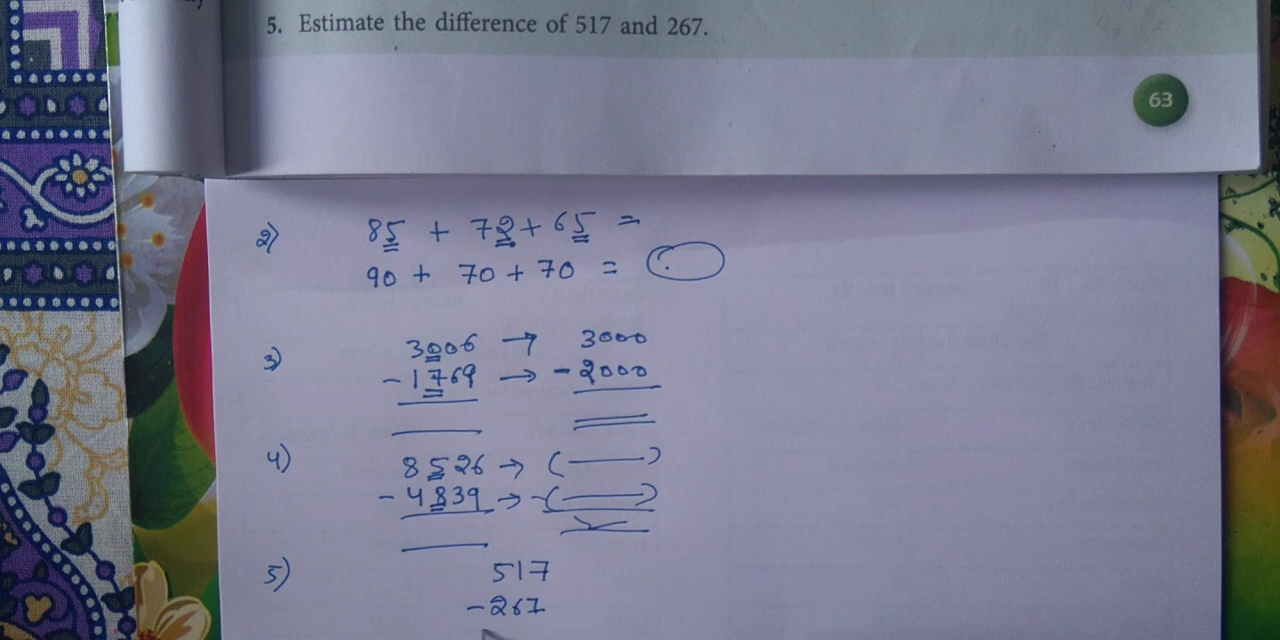 5. Estimate the difference of 517 and 267.
63
2) 85 + 72 + 65 =
90 + 70 + 70 =
3) 3006 → 3000
- 1769 → - 2000
4) 8526 → ( )
- 4839 → - ( )
5) 517
- 267